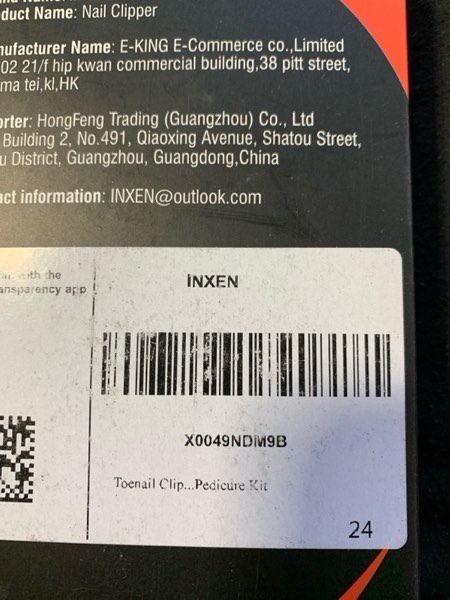 duct Name: Nail Clipper
nufacturer Name: E-KING E-Commerce co.,Limited
02 21/f hip kwan commercial building,38 pitt street,
ma tei,kl,HK
orter: HongFeng Trading (Guangzhou) Co., Ltd
Building 2, No.491, Qiaoxing Avenue, Shatou Street,
u District, Guangzhou, Guangdong,China
act information: INXEN@outlook.com
with the
ansparency app
INXEN
X0049NDM9B
Toenail Clip...Pedicure Kit
24